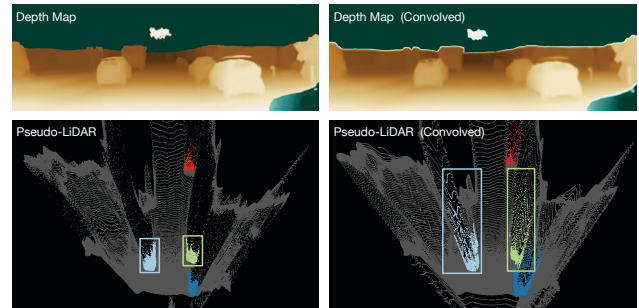 Depth Map
Depth Map (Convolved)
Pseudo-LiDAR
Pseudo-LiDAR (Convolved)